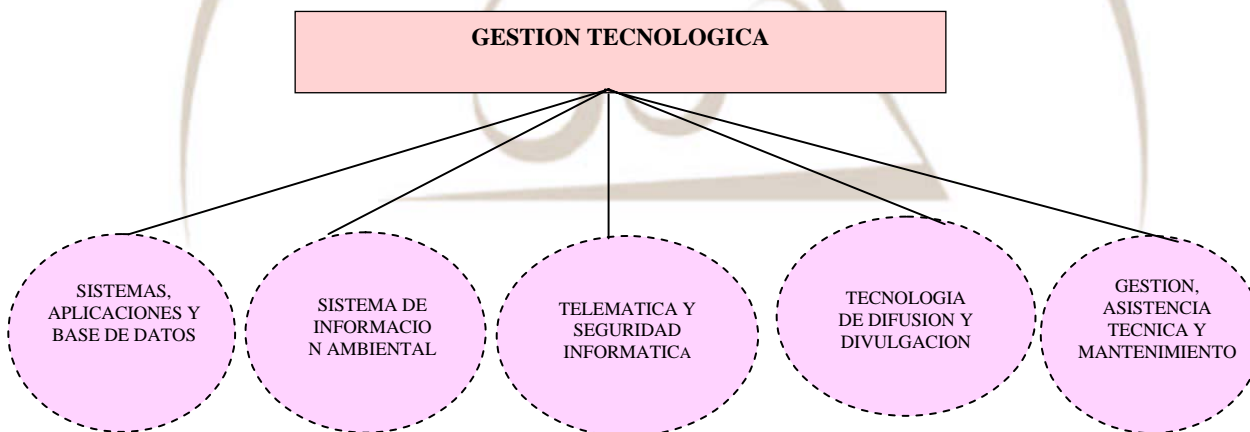 GESTION TECNOLOGICA
SISTEMAS,
APLICACIONES Y
BASE DE DATOS
SISTEMA DE
INFORMACIO
N AMBIENTAL
TELEMATICA Y
SEGURIDAD
INFORMATICA
TECNOLOGIA
DE DIFUSION Y
DIVULGACION
GESTION,
ASISTENCIA
TECNICA Y
MANTENIMIENTO